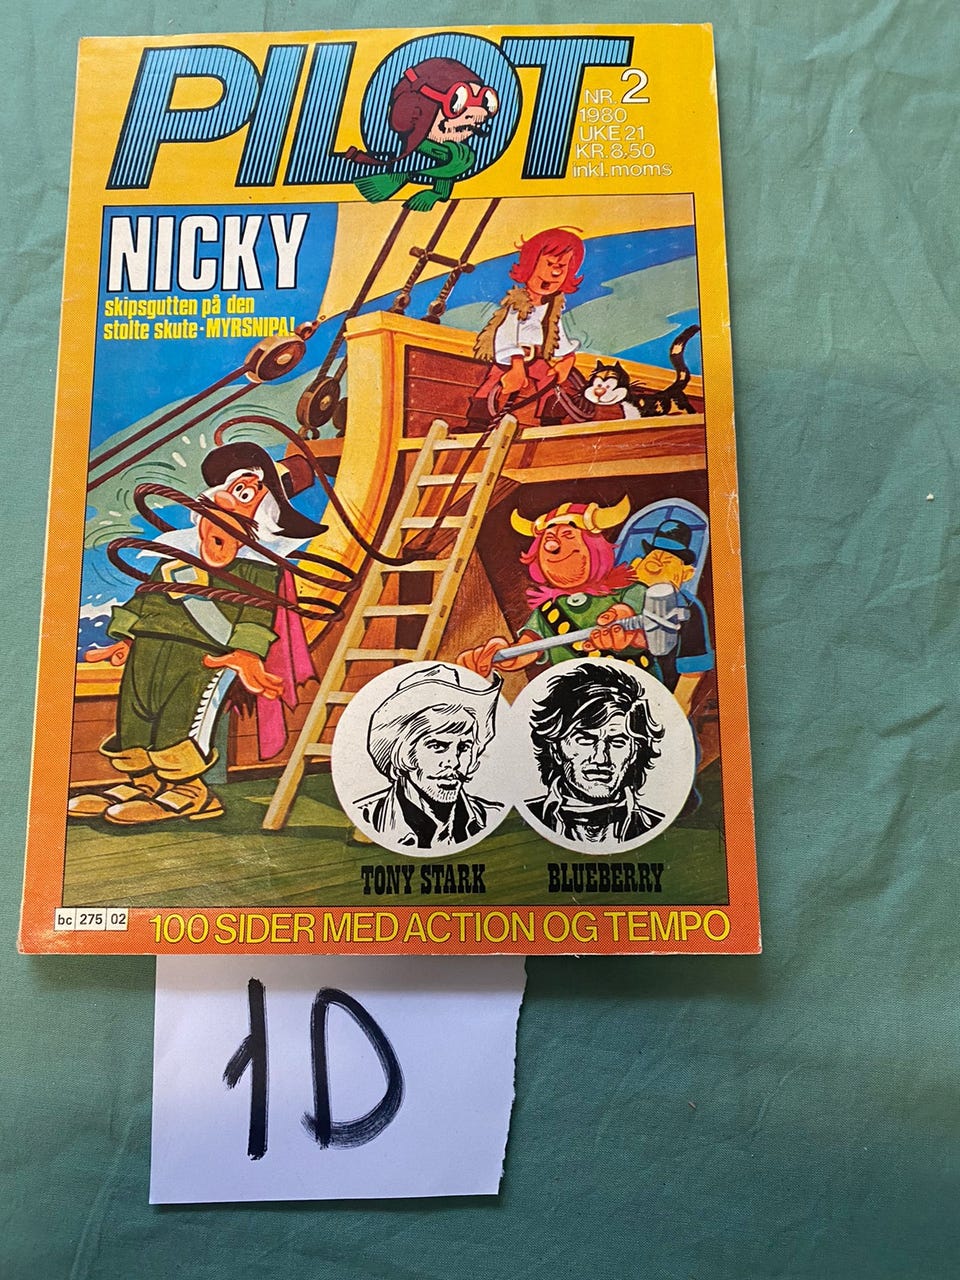 PILOT
NR. 2
1980
UKE 21
KR. 8,50
inkl. moms
NICKY
skipsgutten på den
stolte skute-MYRSNIPA!
TONY STARK
BLUEBERRY
bc 275 02
100 SIDER MED ACTION OG TEMPO
1D